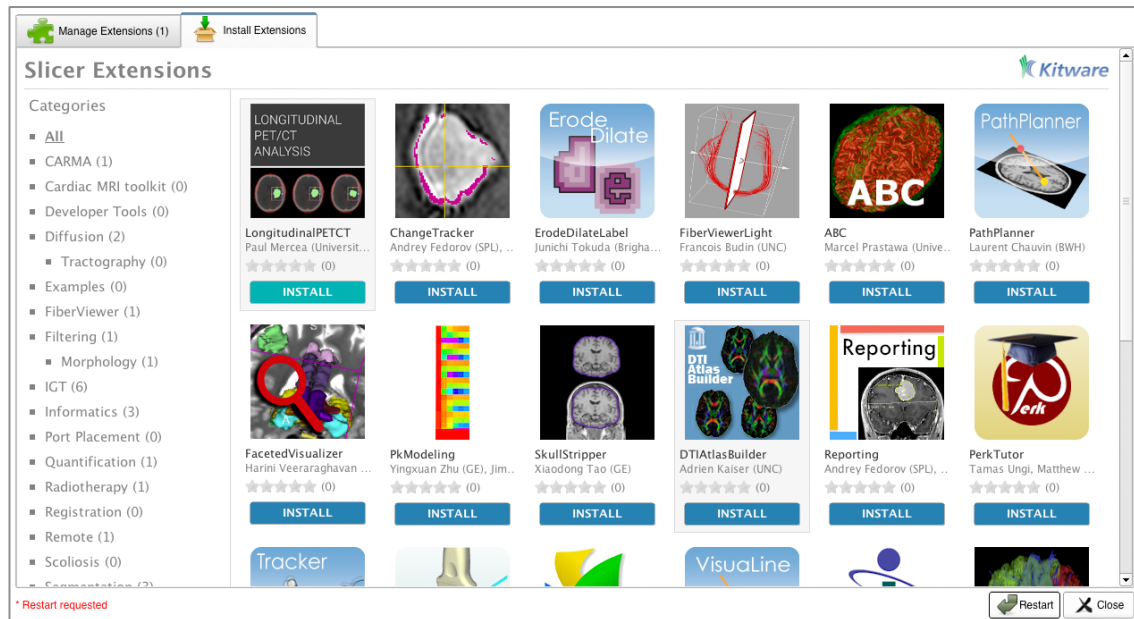 Manage Extensions (1)
Install Extensions
Slicer Extensions
Kitware
Categories
All
CARMA (1)
Cardiac MRI toolkit (0)
Developer Tools (0)
Diffusion (2)
Tractography (0)
Examples (0)
FiberViewer (1)
Filtering (1)
Morphology (1)
IGT (6)
Informatics (3)
Port Placement (0)
Quantification (1)
Radiotherapy (1)
Registration (0)
Remote (1)
Scoliosis (0)
Segmentation (3)
LONGITUDINAL
PET/CT
ANALYSIS
LongitudinalPETCT
Paul Mercea (Universit...
(0)
INSTALL
ChangeTracker
Andrey Fedorov (SPL), ..
(0)
INSTALL
Erode
Dilate
ErodeDilateLabel
Junichi Tokuda (Brigha...
(0)
INSTALL
FiberViewerLight
Francois Budin (UNC)
(0)
INSTALL
ABC
ABC
Marcel Prastawa (Unive..
(0)
INSTALL
PathPlanner
PathPlanner
Laurent Chauvin (BWH)
(0)
INSTALL
S
FacetedVisualizer
Harini Veeraraghavan ...
(0)
INSTALL
PkModeling
Yingxuan Zhu (GE), Jim..
(0)
INSTALL
SkullStripper
Xiaodong Tao (GE)
(0)
INSTALL
DTI
Atlas
Builder
DTIAtlasBuilder
Adrien Kaiser (UNC)
(0)
INSTALL
Reporting
Reporting
Andrey Fedorov (SPL), ..
(0)
INSTALL
Perk
PerkTutor
Tamas Ungi, Matthew ...
(0)
INSTALL
Tracker
VisuaLine
* Restart requested
Restart
Close